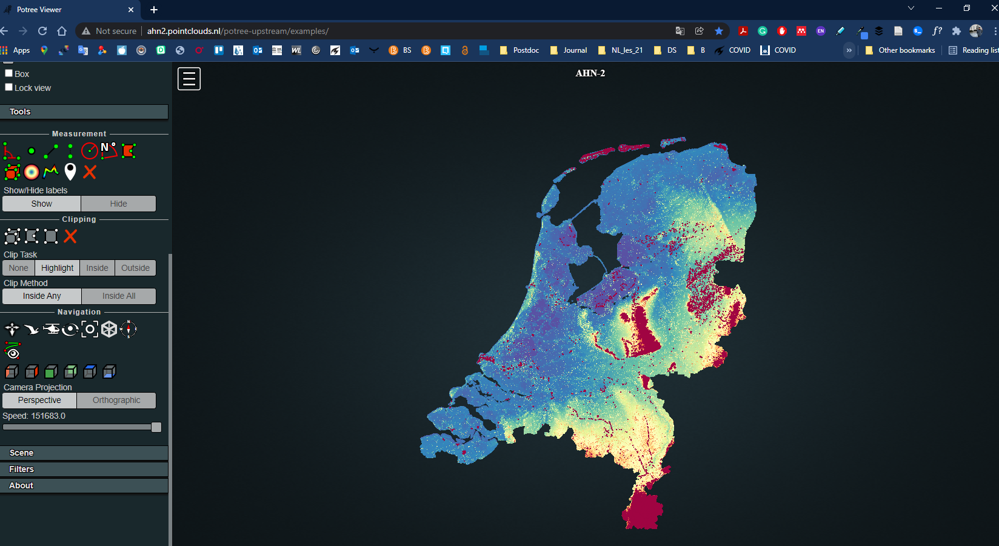 Potree Viewer
Not secure
ahn2.pointclouds.nl/potree-upstream/examples/
EN
f?
Apps
BS
Postdoc
Journal
NL_les_21
DS
B
COVID
COVID
»
Other bookmarks
Reading list
Box
Lock view
AHN-2
Tools
Measurement
N°
Show/Hide labels
Show
Hide
Clipping
Clip Task
None
Highlight
Inside
Outside
Clip Method
Inside Any
Inside All
Navigation
N
W
E
S
Camera Projection
Perspective
Orthographic
Speed: 151683.0
Scene
Filters
About